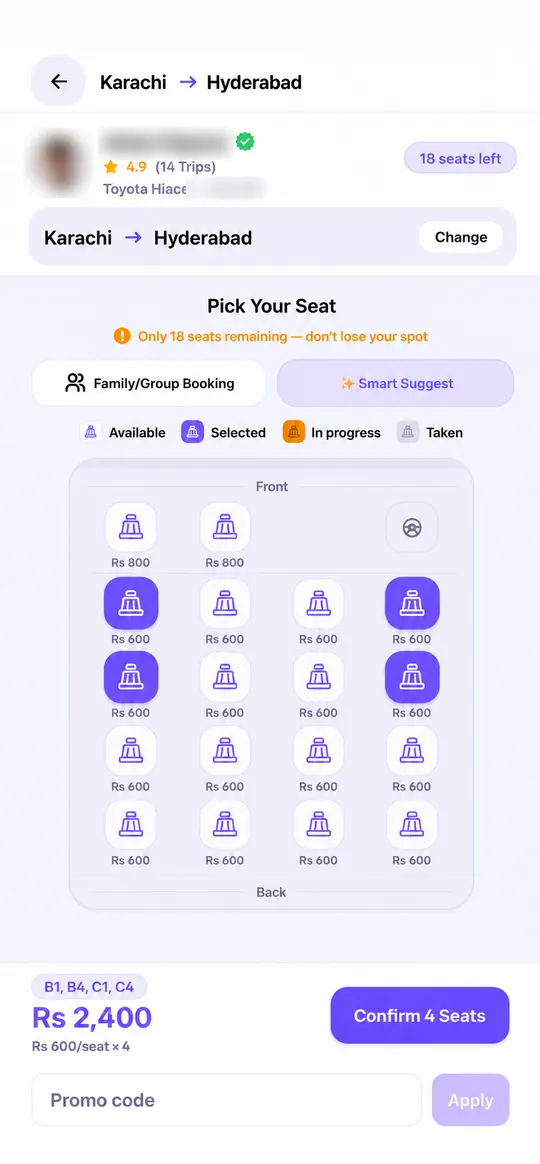 Karachi → Hyderabad
4.9 (14 Trips)
18 seats left
Toyota Hiace
Karachi → Hyderabad
Change
Pick Your Seat
Only 18 seats remaining — don't lose your spot
Family/Group Booking
✨ Smart Suggest
Available Selected In progress Taken
Front
Rs 800 Rs 800
Rs 600 Rs 600 Rs 600 Rs 600
Rs 600 Rs 600 Rs 600 Rs 600
Rs 600 Rs 600 Rs 600 Rs 600
Rs 600 Rs 600 Rs 600 Rs 600
Back
B1, B4, C1, C4
Rs 2,400
Rs 600/seat × 4
Confirm 4 Seats
Promo code
Apply